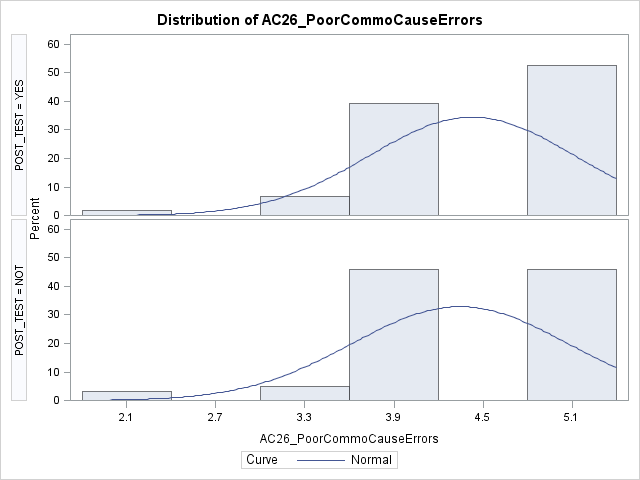 Distribution of AC26_PoorCommoCauseErrors
POST_TEST = YES
60
50
40
30
20
10
0
Percent
POST_TEST = NOT
60
50
40
30
20
10
0
2.1 2.7 3.3 3.9 4.5 5.1
AC26_PoorCommoCauseErrors
Curve Normal